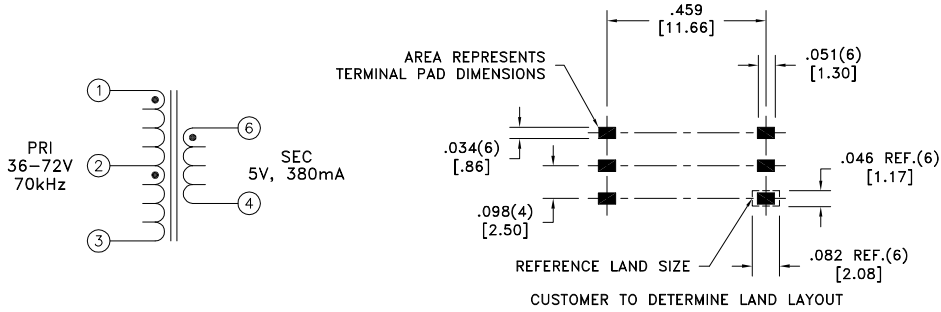 1
2
3
PRI
36-72V
70kHz
6
4
SEC
5V, 380mA
.459
[11.66]
AREA REPRESENTS
TERMINAL PAD DIMENSIONS
.051(6)
[1.30]
.034(6)
[.86]
.046 REF.(6)
[1.17]
.098(4)
[2.50]
REFERENCE LAND SIZE
.082 REF.(6)
[2.08]
CUSTOMER TO DETERMINE LAND LAYOUT